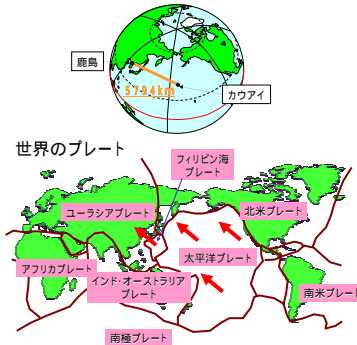 鹿島
5794km
カウアイ
世界のプレート
フィリピン海
プレート
ユーラシアプレート
北米プレート
太平洋プレート
アフリカプレート
インド・オーストラリア
プレート
南米プレート
南極プレート